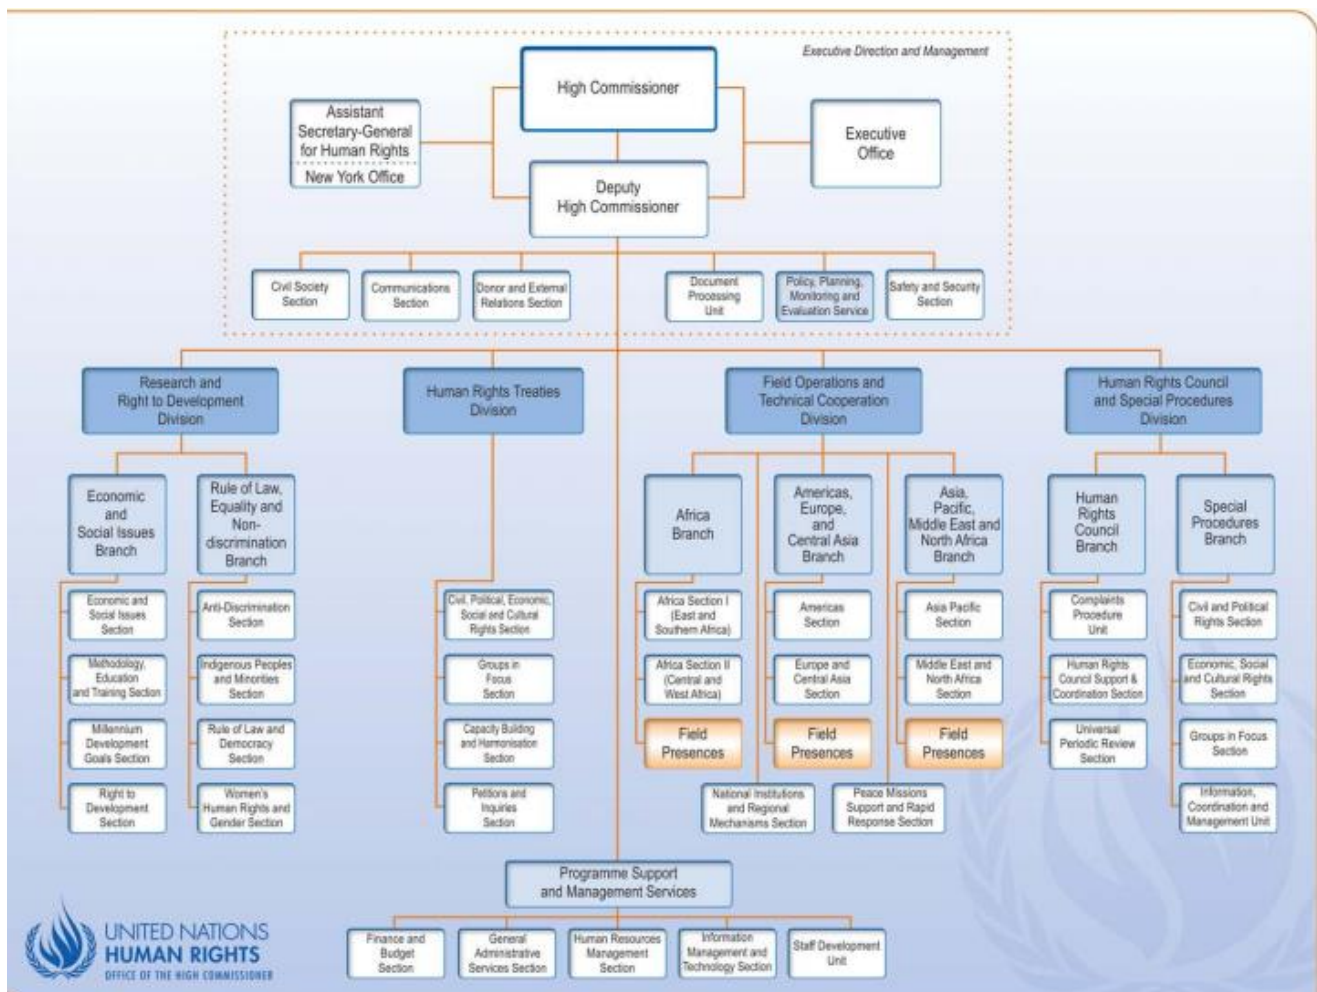 Executive Direction and Management
High Commissioner
Assistant
Secretary-General
for Human Rights
New York Office
Executive
Office
Deputy
High Commissioner
Civil Society
Section
Communications
Section
Donor and External
Relations Section
Document
Processing
Unit
Policy, Planning,
Monitoring and
Evaluation Service
Safety and Security
Section
Research and
Right to Development
Division
Human Rights Treaties
Division
Field Operations and
Technical Cooperation
Division
Human Rights Council
and Special Procedures
Division
Economic
and
Social Issues
Branch
Rule of Law,
Equality and
Non-
discrimination
Branch
Africa
Branch
Americas,
Europe,
and
Central Asia
Branch
Asia,
Pacific,
Middle East and
North Africa
Branch
Human
Rights
Council
Branch
Special
Procedures
Branch
Economic and
Social Issues
Section
Methodology,
Education
and Training Section
Millennium
Development
Goals Section
Right to
Development
Section
Anti-Discrimination
Section
Indigenous Peoples
and Minorities
Section
Rule of Law and
Democracy
Section
Women's
Human Rights and
Gender Section
Civil, Political, Economic,
Social and Cultural
Rights Section
Groups in
Focus
Section
Capacity Building
and Harmonisation
Section
Petitions and
Inquiries
Section
Africa Section I
(East and
Southern Africa)
Africa Section II
(Central and
West Africa)
Field
Presences
Americas
Section
Europe and
Central Asia
Section
Field
Presences
Asia Pacific
Section
Middle East and
North Africa
Section
Field
Presences
National Institutions
and Regional
Mechanisms Section
Peace Missions
Support and Rapid
Response Section
Complaints
Procedure
Unit
Human Rights
Council Support &
Coordination Section
Universal
Periodic Review
Section
Civil and Political
Rights Section
Economic, Social
and Cultural Rights
Section
Groups in Focus
Section
Information,
Coordination and
Management Unit
Programme Support
and Management Services
Finance and
Budget
Section
General
Administrative
Services Section
Human Resources
Management
Section
Information
Management and
Technology Section
Staff Development
Unit
UNITED NATIONS
HUMAN RIGHTS
OFFICE OF THE HIGH COMMISSIONER